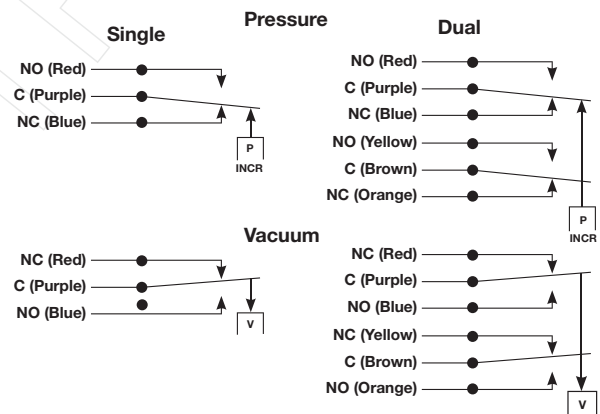 Pressure
Single
NO (Red)
C (Purple)
NC (Blue)
P
INCR
Dual
NO (Red)
C (Purple)
NC (Blue)
NO (Yellow)
C (Brown)
NC (Orange)
P
INCR
Vacuum
NC (Red)
C (Purple)
NO (Blue)
V
NC (Red)
C (Purple)
NO (Blue)
NC (Yellow)
C (Brown)
NO (Orange)
V